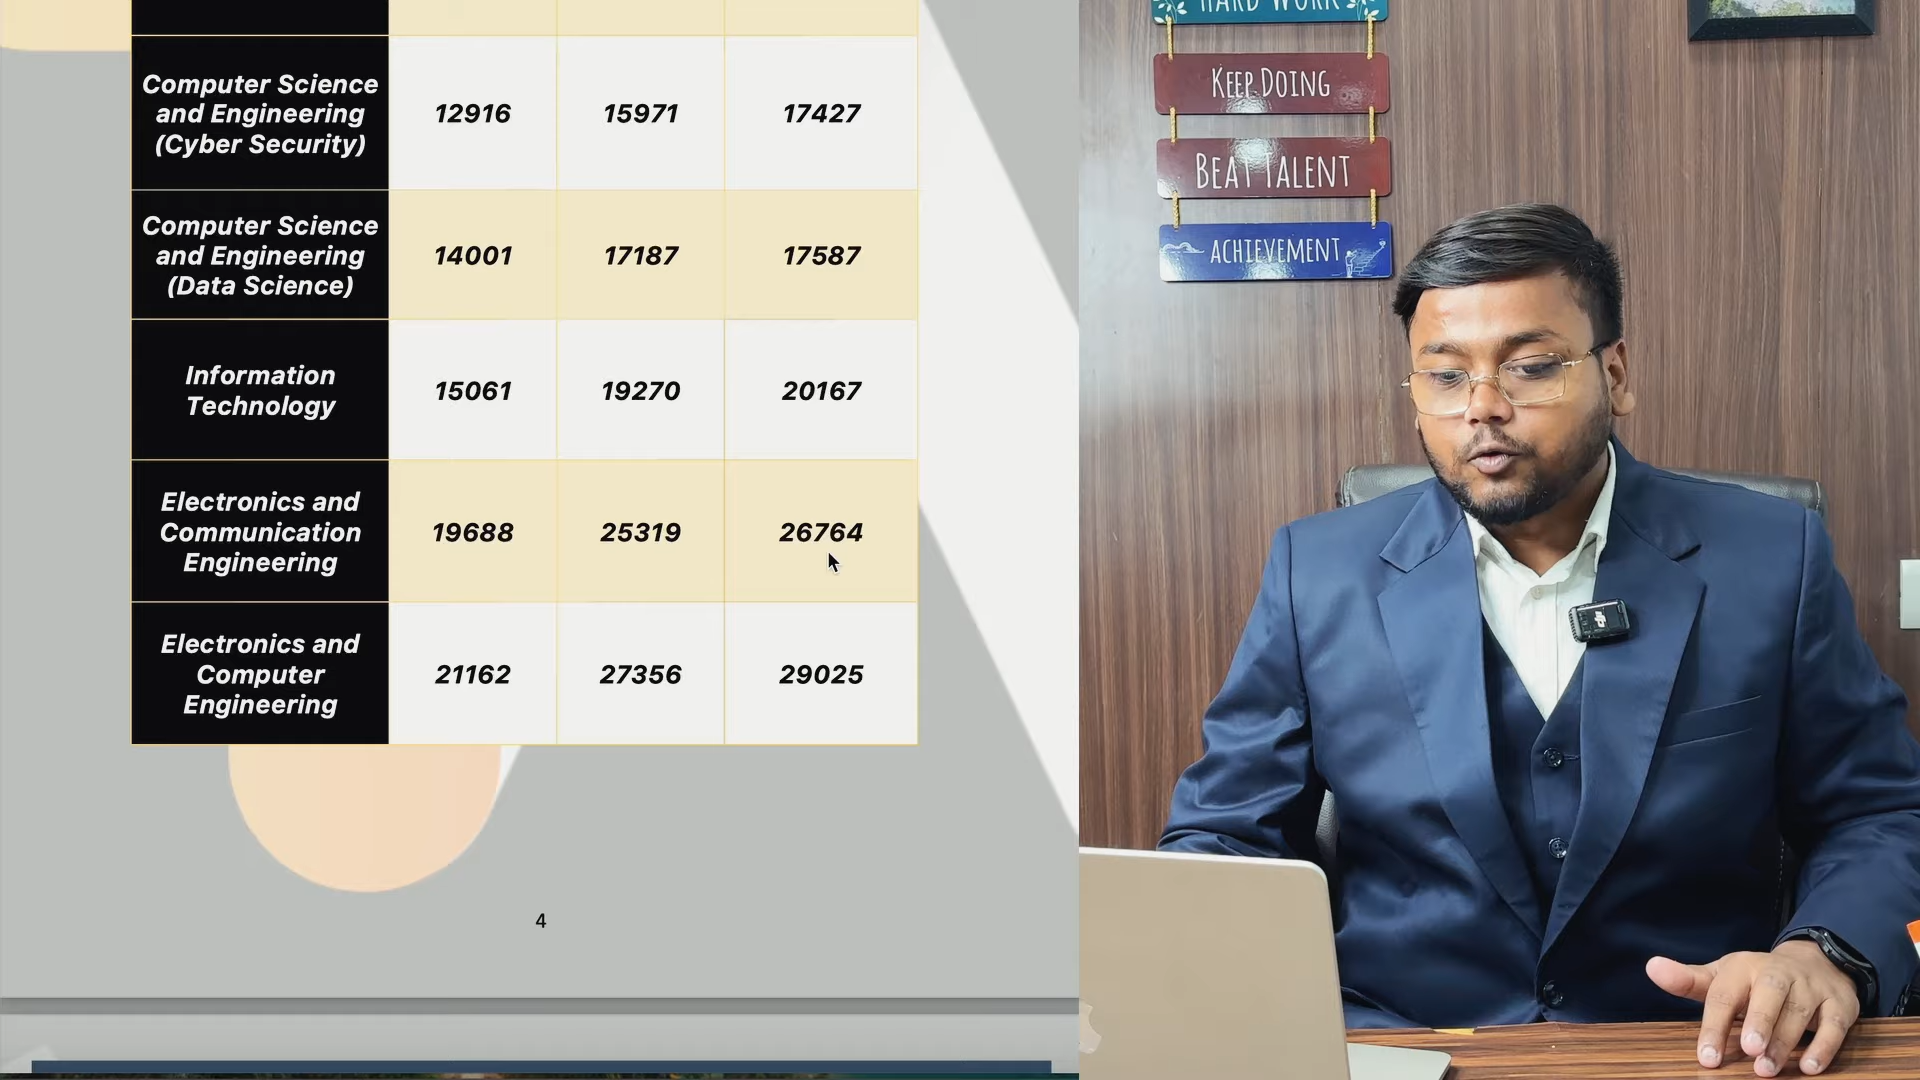 Computer Science
and Engineering
(Cyber Security)
12916
15971
17427
Computer Science
and Engineering
(Data Science)
14001
17187
17587
Information
Technology
15061
19270
20167
Electronics and
Communication
Engineering
19688
25319
26764
Electronics and
Computer
Engineering
21162
27356
29025
4
HARD WORK
KEEP DOING
BEAT TALENT
ACHIEVEMENT